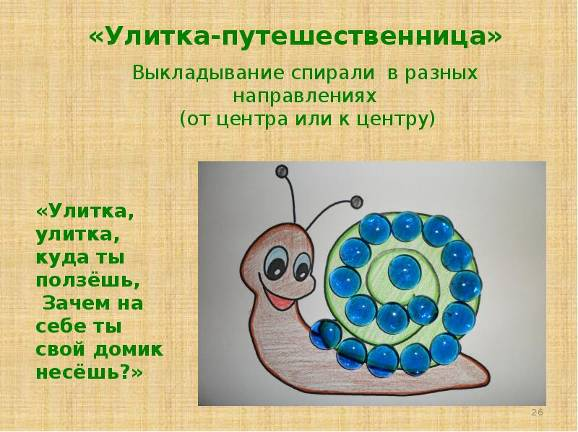 «Улитка-путешественница»
Выкладывание спирали в разных
направлениях
(от центра или к центру)
«Улитка,
улитка,
куда ты
ползёшь,
Зачем на
себе ты
свой домик
несёшь?»
26